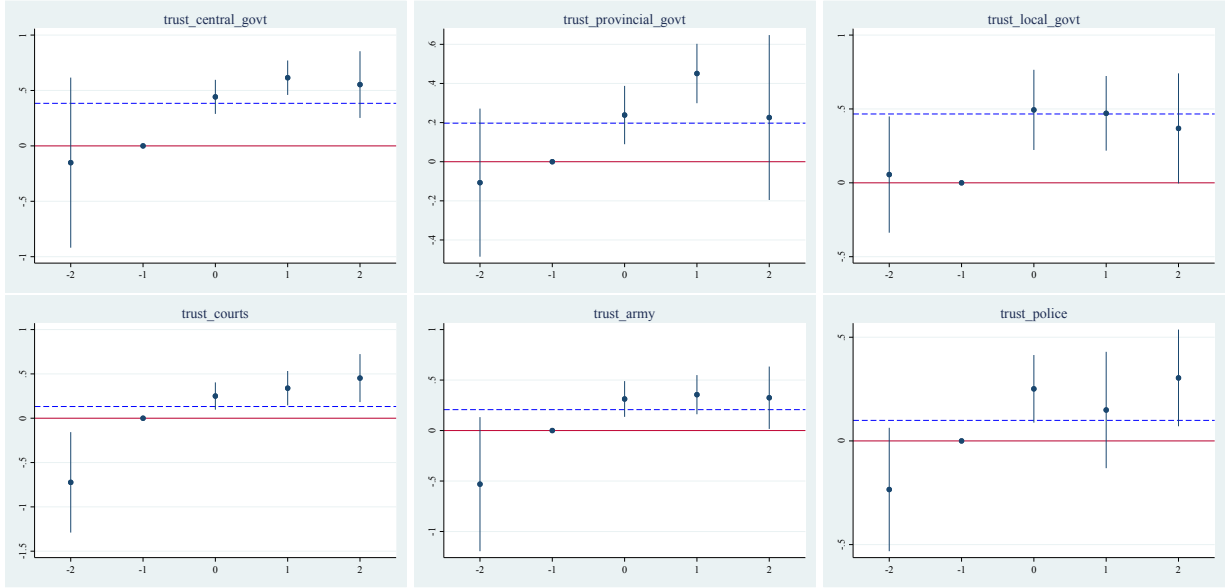 trust_central_govt
1
.5
0
-.5
-1
-2 -1 0 1 2
trust_provincial_govt
.6
.4
.2
0
-.2
-.4
-2 -1 0 1 2
trust_local_govt
1
.5
0
-.5
-2 -1 0 1 2
trust_courts
1
.5
0
-.5
-1
-1.5
-2 -1 0 1 2
trust_army
1
.5
0
-.5
-1
-2 -1 0 1 2
trust_police
.5
0
-.5
-2 -1 0 1 2